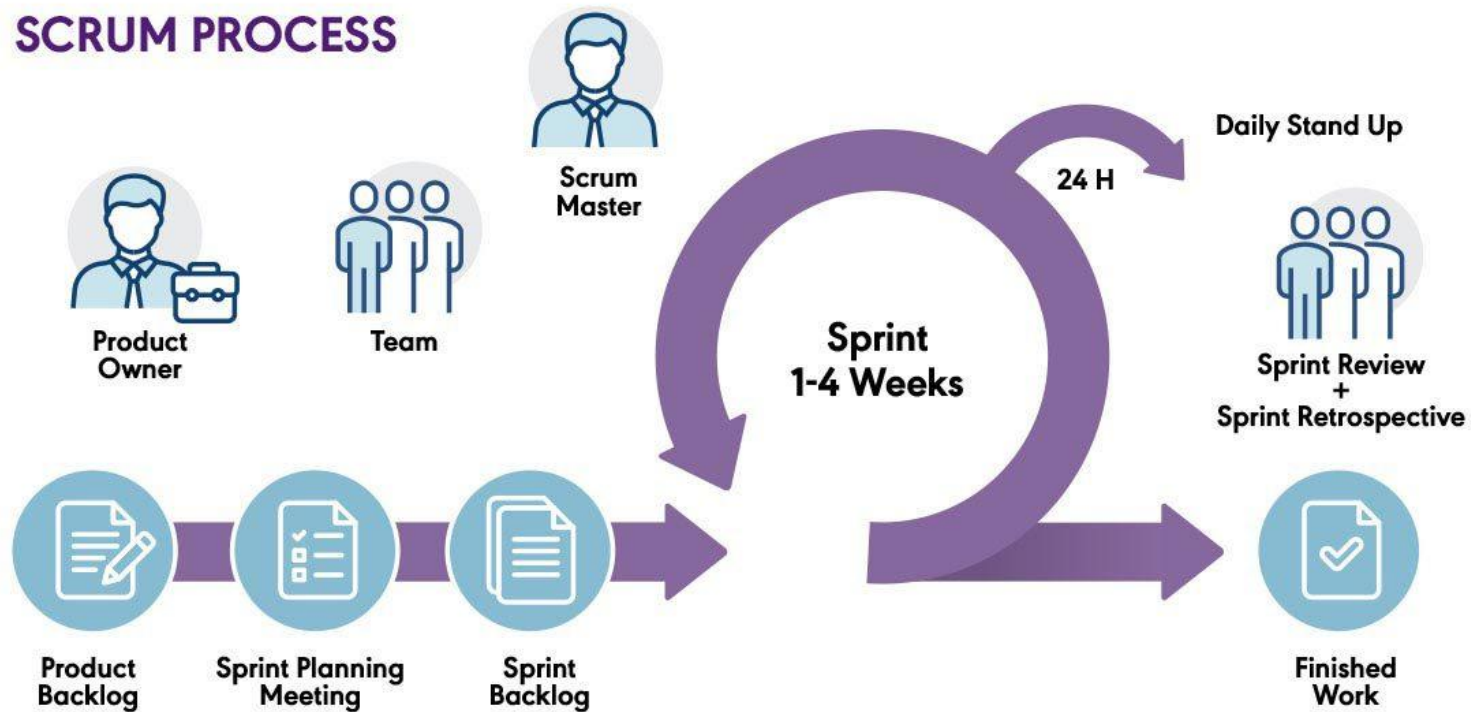 SCRUM PROCESS
Scrum
Master
Product
Owner
Team
Daily Stand Up
24 H
Sprint
1-4 Weeks
Sprint Review
+
Sprint Retrospective
Product
Backlog
Sprint Planning
Meeting
Sprint
Backlog
Finished
Work